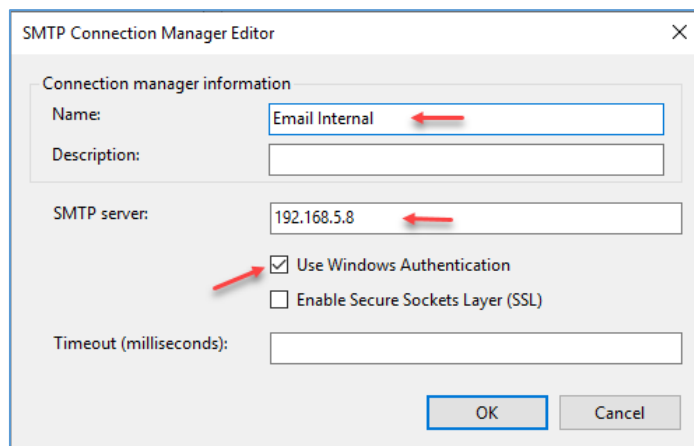 SMTP Connection Manager Editor
Connection manager information
Name: Email Internal
Description:
SMTP server: 192.168.5.8
Use Windows Authentication
Enable Secure Sockets Layer (SSL)
Timeout (milliseconds):
OK Cancel